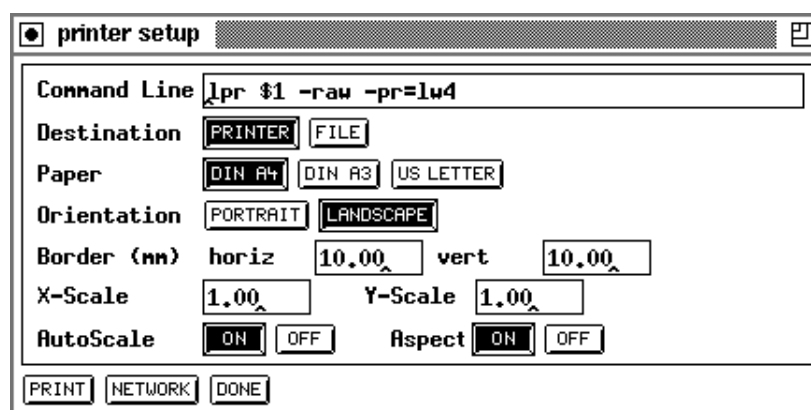 printer setup
Command Line lpr $1 -raw -pr=lw4
Destination PRINTER FILE
Paper DIN A4 DIN A3 US LETTER
Orientation PORTRAIT LANDSCAPE
Border (mm) horiz 10.00 vert 10.00
X-Scale 1.00 Y-Scale 1.00
AutoScale ON OFF Aspect ON OFF
PRINT NETWORK DONE